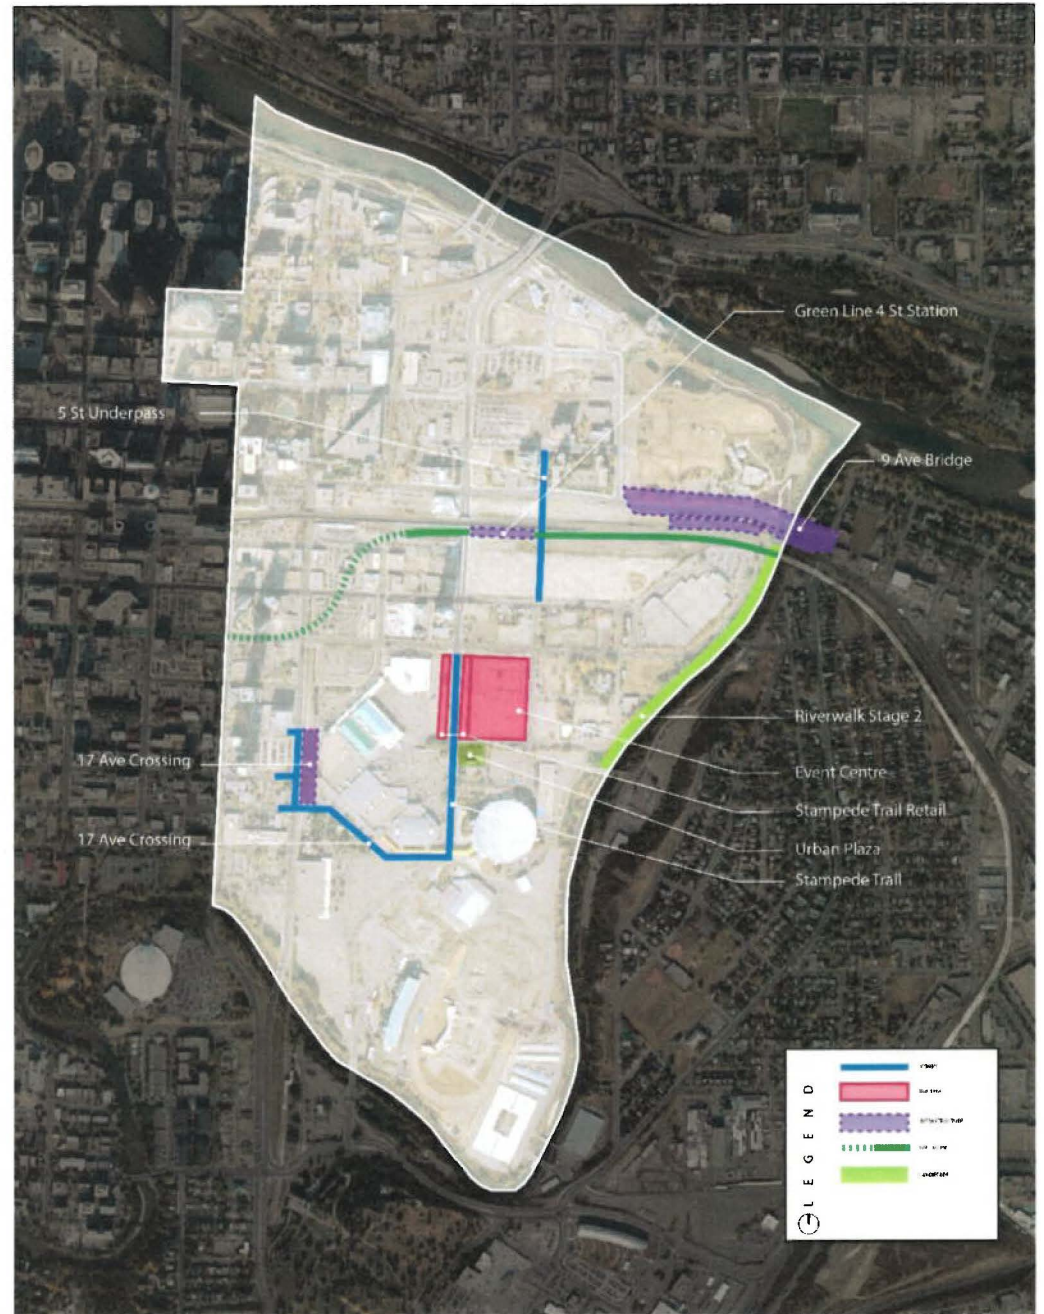 Green Line 4 St Station
5 St Underpass
9 Ave Bridge
Riverwalk Stage 2
17 Ave Crossing
Event Centre
Stampede Trail Retail
17 Ave Crossing
Urban Plaza
Stampede Trail
LEGEND